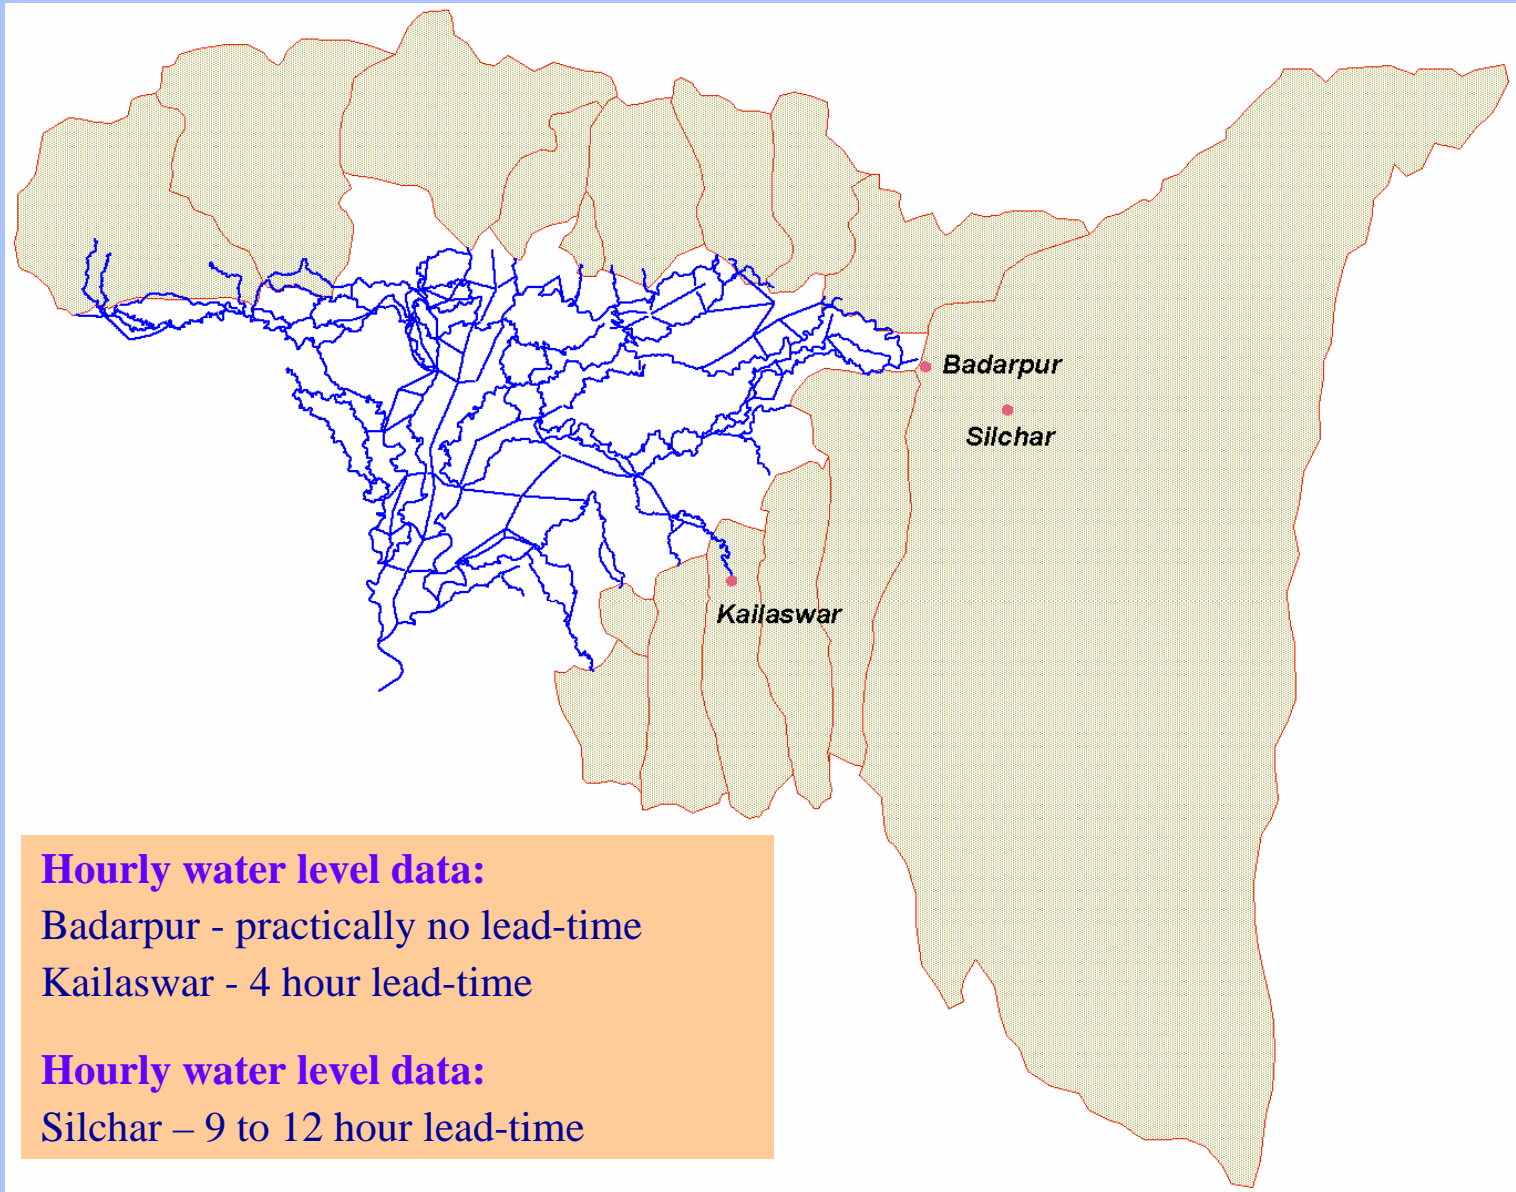 Badarpur
Silchar
Kailaswar
Hourly water level data:
Badarpur - practically no lead-time
Kailaswar - 4 hour lead-time
Hourly water level data:
Silchar – 9 to 12 hour lead-time